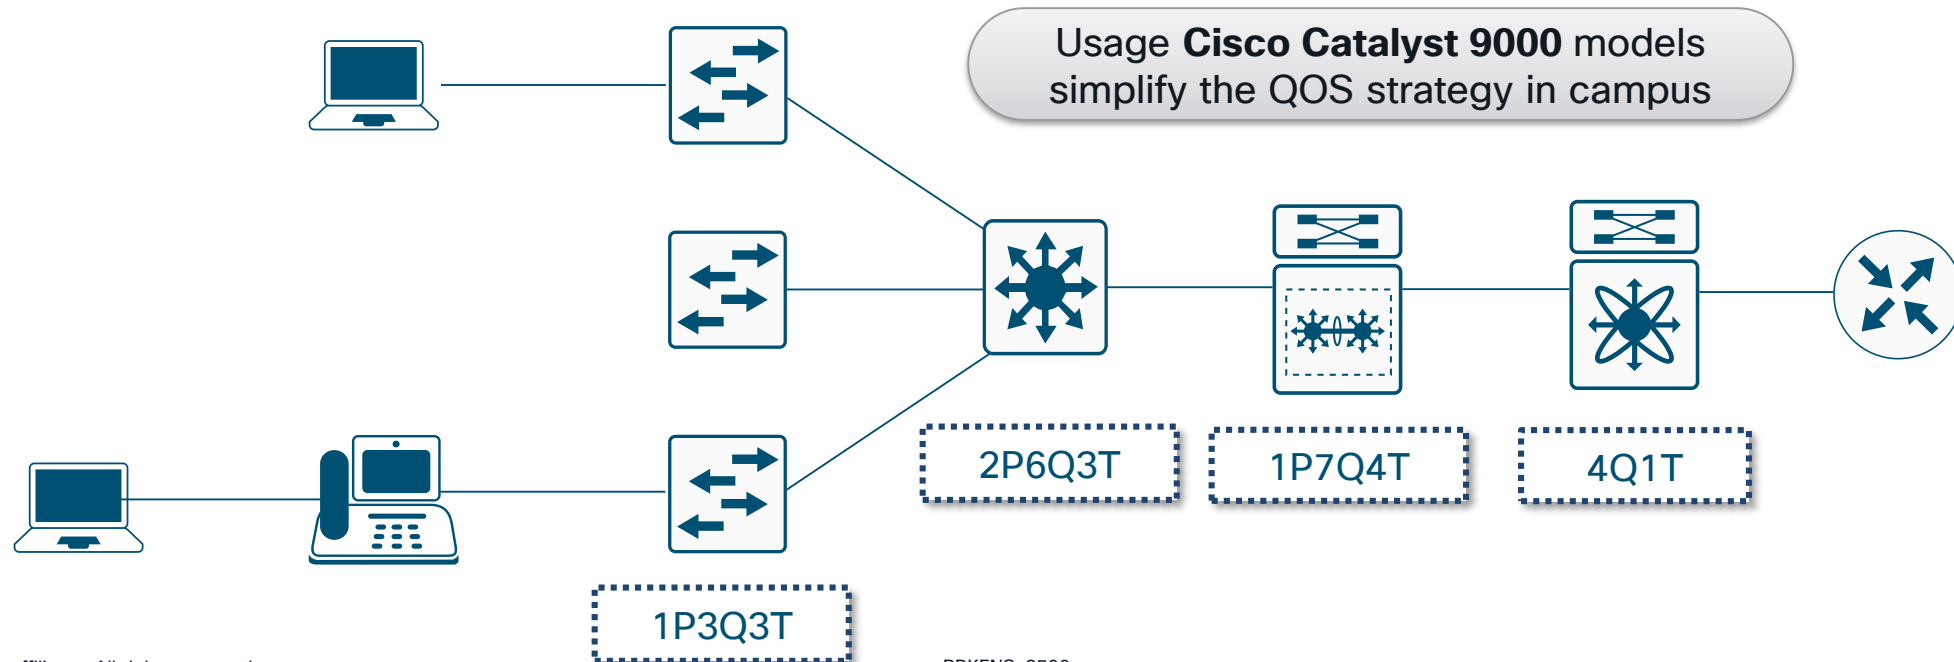 Usage Cisco Catalyst 9000 models
simplify the QOS strategy in campus
2P6Q3T
1P7Q4T
4Q1T
1P3Q3T